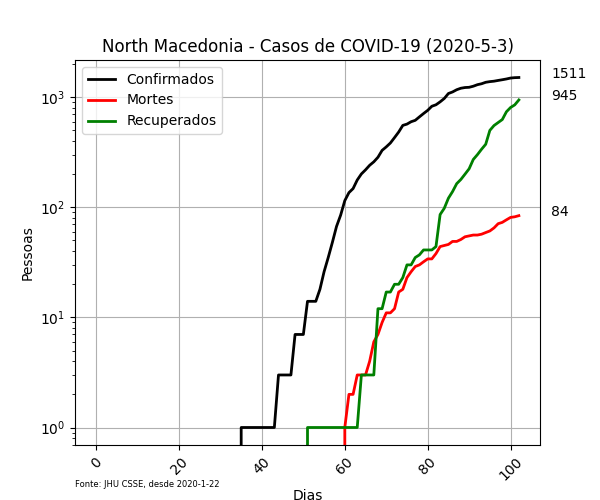 North Macedonia - Casos de COVID-19 (2020-5-3)
Confirmados
Mortes
Recuperados
1511
945
84
10³
10²
10¹
10⁰
Pessoas
0 20 40 60 80 100
Dias
Fonte: JHU CSSE, desde 2020-1-22